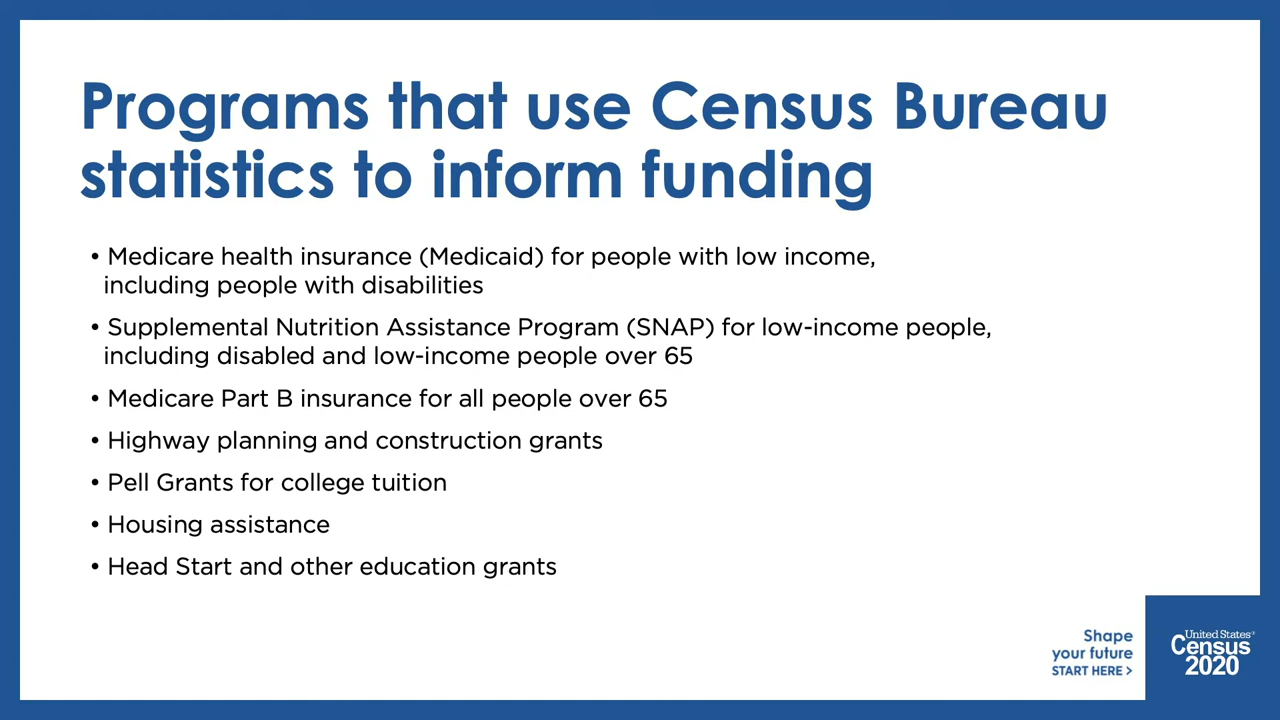 Programs that use Census Bureau
statistics to inform funding
• Medicare health insurance (Medicaid) for people with low income,
including people with disabilities
• Supplemental Nutrition Assistance Program (SNAP) for low-income people,
including disabled and low-income people over 65
• Medicare Part B insurance for all people over 65
• Highway planning and construction grants
• Pell Grants for college tuition
• Housing assistance
• Head Start and other education grants
Shape
your future
START HERE >
United States®
Census
2020